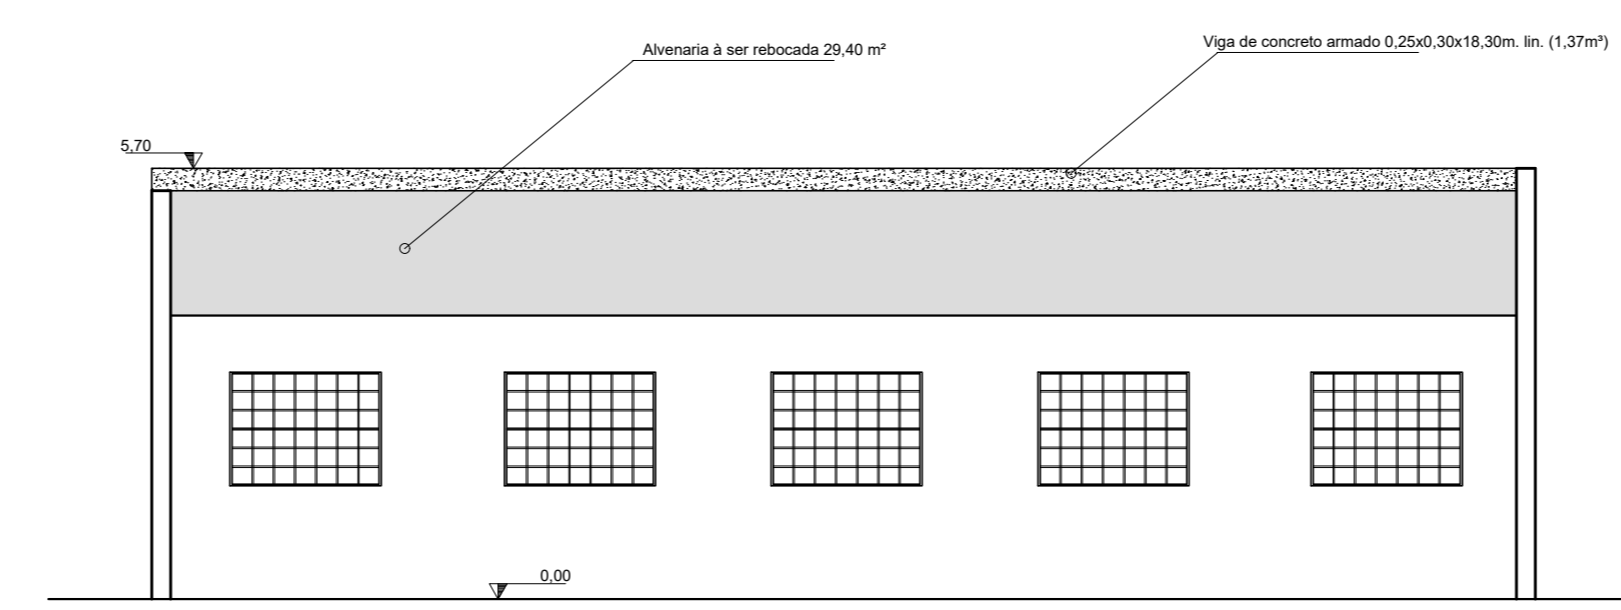 Alvenaria à ser rebocada 29,40 m²
Viga de concreto armado 0,25x0,30x18,30m. lin. (1,37m³)
5,70
0,00